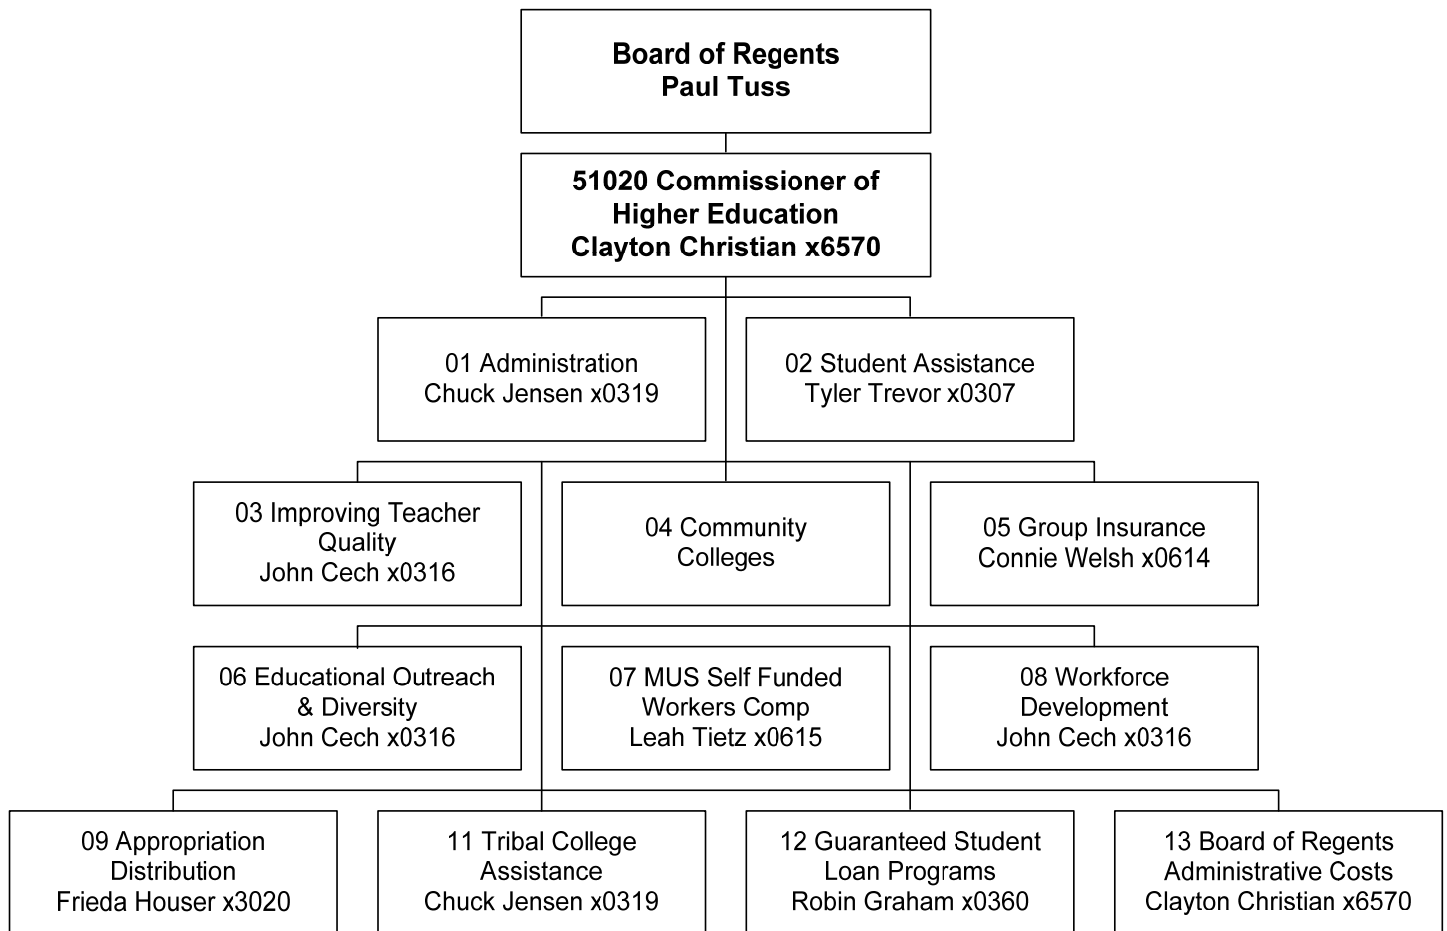 Board of Regents
Paul Tuss
51020 Commissioner of
Higher Education
Clayton Christian x6570
01 Administration
Chuck Jensen x0319
02 Student Assistance
Tyler Trevor x0307
03 Improving Teacher
Quality
John Cech x0316
04 Community
Colleges
05 Group Insurance
Connie Welsh x0614
06 Educational Outreach
& Diversity
John Cech x0316
07 MUS Self Funded
Workers Comp
Leah Tietz x0615
08 Workforce
Development
John Cech x0316
09 Appropriation
Distribution
Frieda Houser x3020
11 Tribal College
Assistance
Chuck Jensen x0319
12 Guaranteed Student
Loan Programs
Robin Graham x0360
13 Board of Regents
Administrative Costs
Clayton Christian x6570